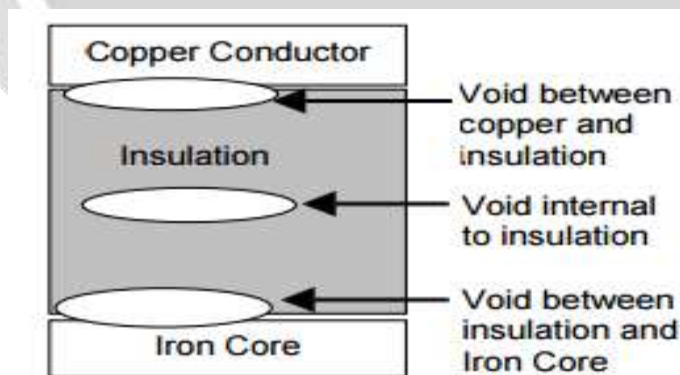 Copper Conductor
Void between
copper and
insulation
Insulation
Void internal
to insulation
Void between
insulation and
Iron Core
Iron Core